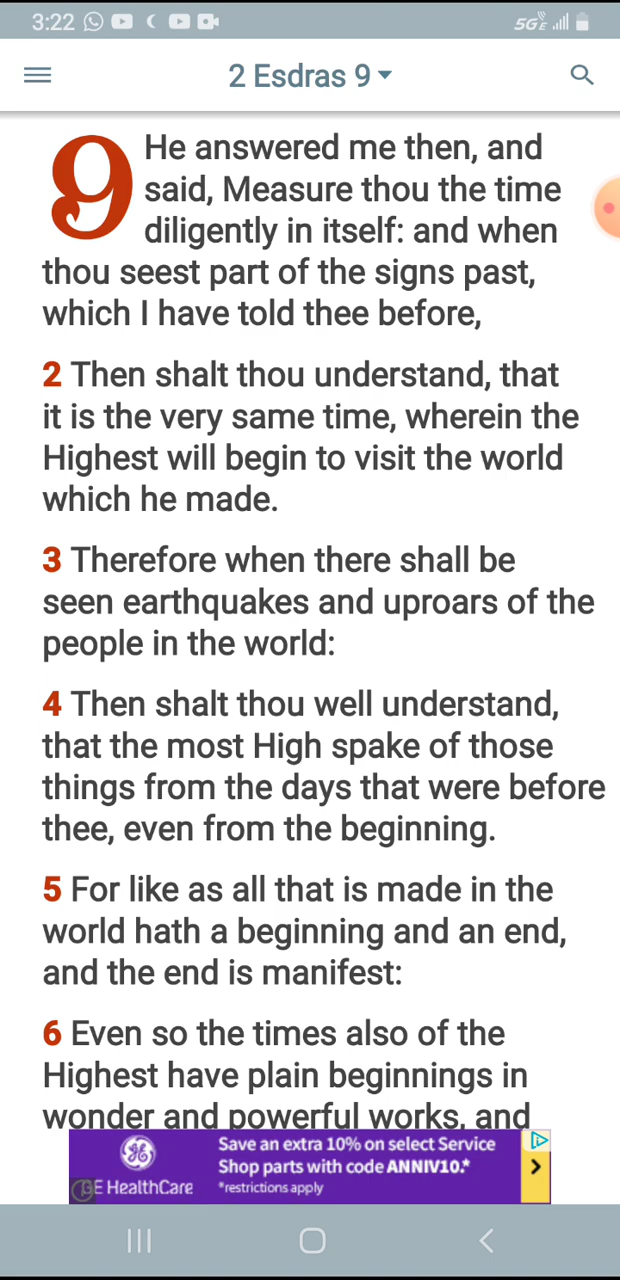 3:22
5GE
2 Esdras 9
9 He answered me then, and
said, Measure thou the time
diligently in itself: and when
thou seest part of the signs past,
which I have told thee before,
2 Then shalt thou understand, that
it is the very same time, wherein the
Highest will begin to visit the world
which he made.
3 Therefore when there shall be
seen earthquakes and uproars of the
people in the world:
4 Then shalt thou well understand,
that the most High spake of those
things from the days that were before
thee, even from the beginning.
5 For like as all that is made in the
world hath a beginning and an end,
and the end is manifest:
6 Even so the times also of the
Highest have plain beginnings in
wonder and powerful works, and
Save an extra 10% on select Service
Shop parts with code ANNIV10.*
GE HealthCare
*restrictions apply